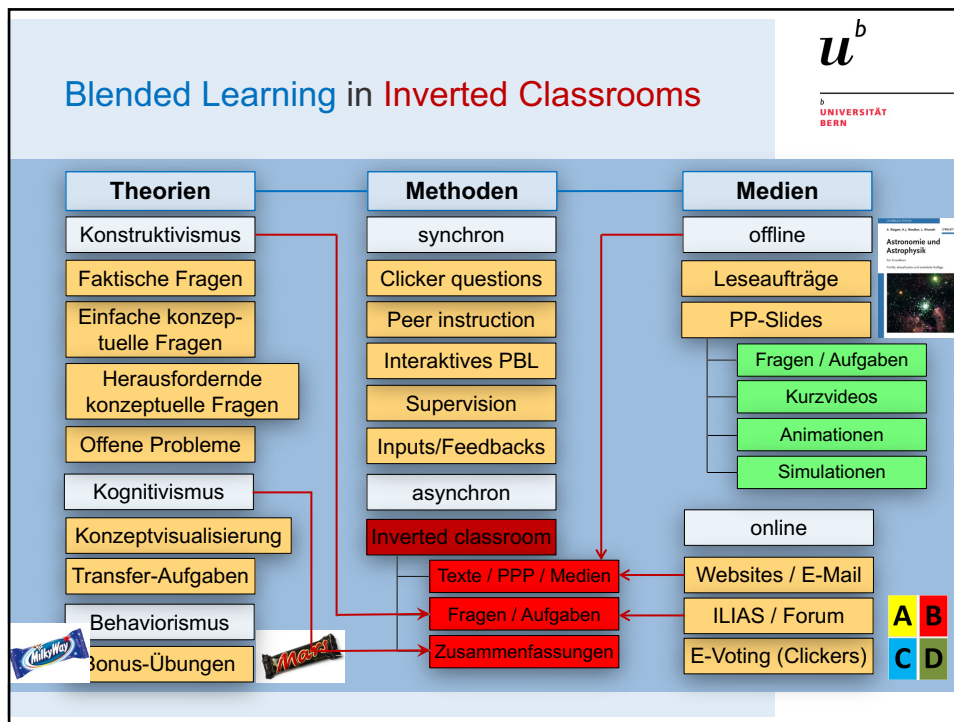 u^b
Blended Learning in Inverted Classrooms
b
UNIVERSITÄT
BERN
Theorien
Konstruktivismus
Faktische Fragen
Einfache konzep-
tuelle Fragen
Herausfordernde
konzeptuelle Fragen
Offene Probleme
Kognitivismus
Konzeptvisualisierung
Transfer-Aufgaben
Behaviorismus
Bonus-Übungen
MilkyWay
Mars
Methoden
synchron
Clicker questions
Peer instruction
Interaktives PBL
Supervision
Inputs/Feedbacks
asynchron
Inverted classroom
Texte / PPP / Medien
Fragen / Aufgaben
Zusammenfassungen
Medien
offline
Leseaufträge
PP-Slides
Fragen / Aufgaben
Kurzvideos
Animationen
Simulationen
online
Websites / E-Mail
ILIAS / Forum
E-Voting (Clickers)
Astronomie und
Astrophysik
A B
C D